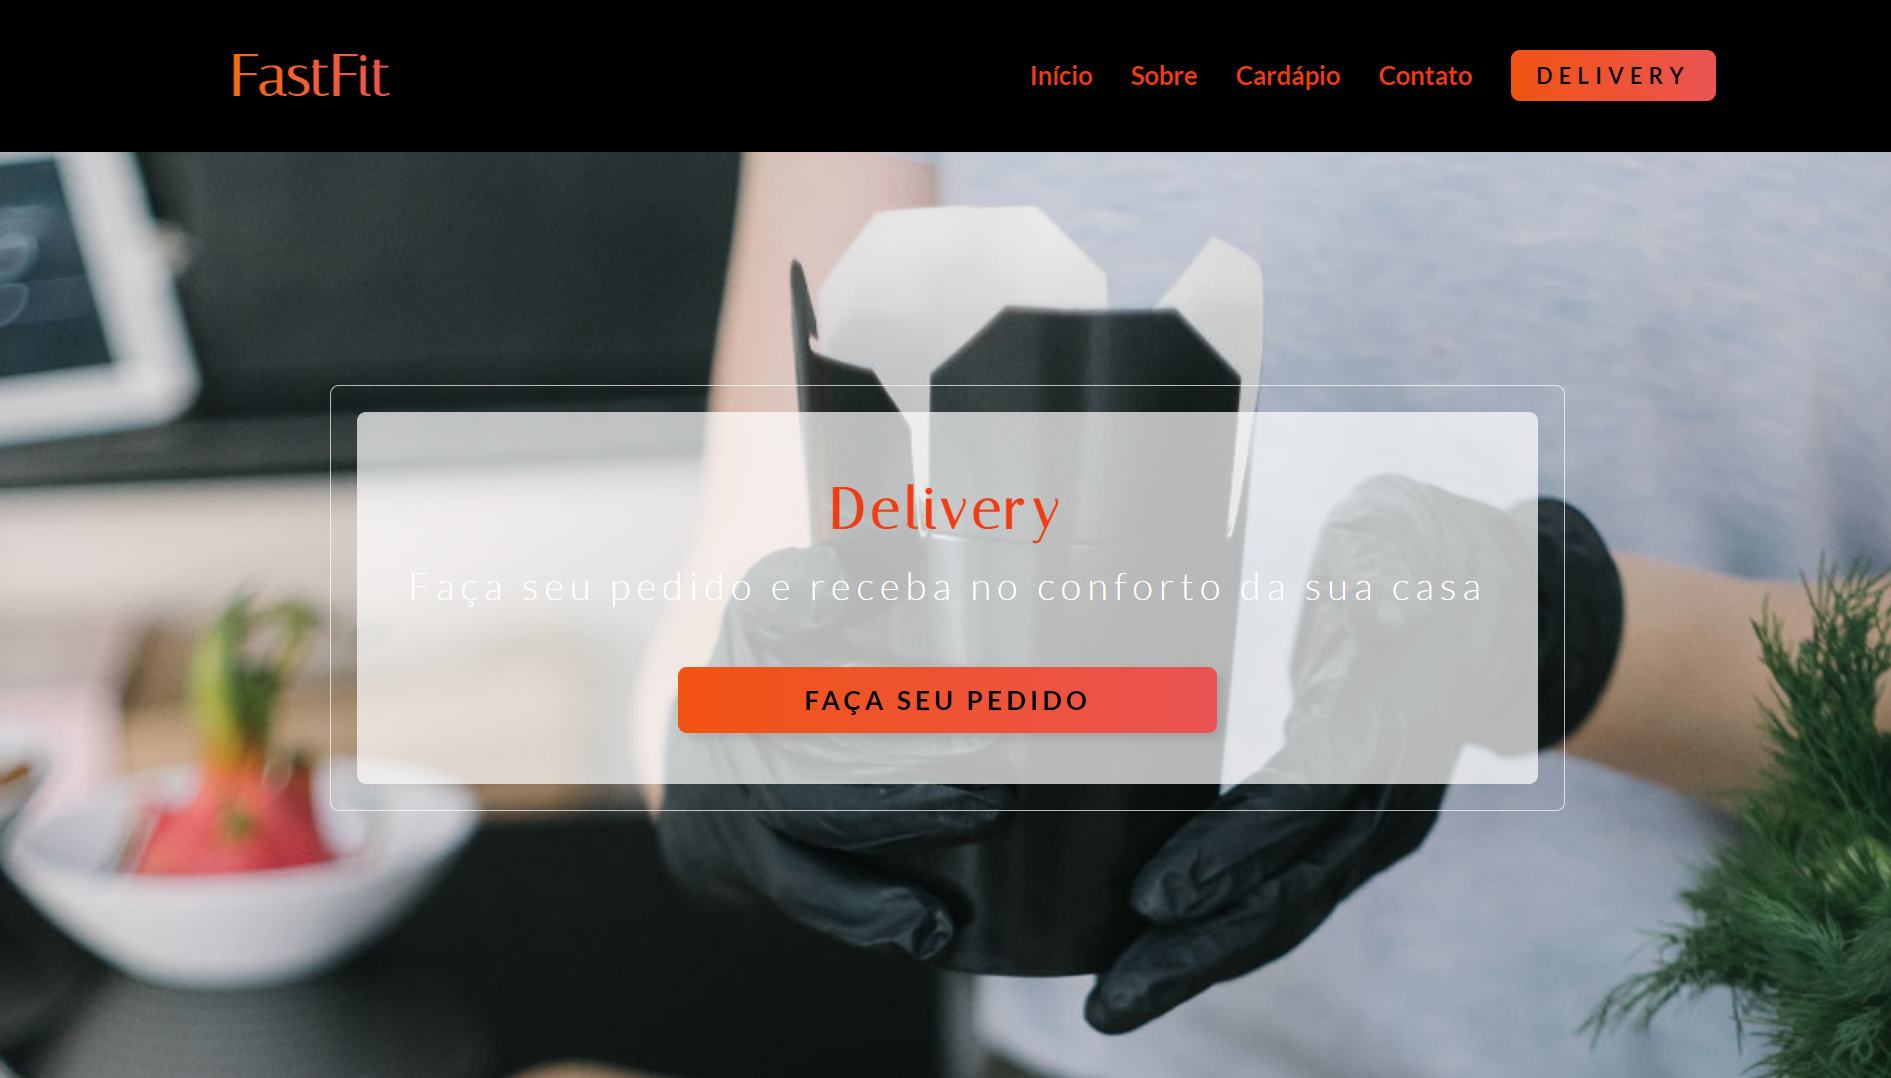 FastFit
Início Sobre Cardápio Contato DELIVERY
Delivery
Faça seu pedido e receba no conforto da sua casa
FAÇA SEU PEDIDO